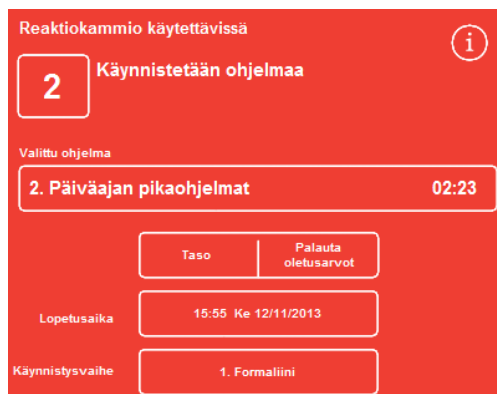 Reaktiokammio käytettävissä
i
2
Käynnistetään ohjelmaa
Valittu ohjelma
2. Päiväajan pikaohjelmat 02:23
Taso
Palauta
oletusarvot
Lopetusaika
15:55 Ke 12/11/2013
Käynnistysvaihe
1. Formaliini